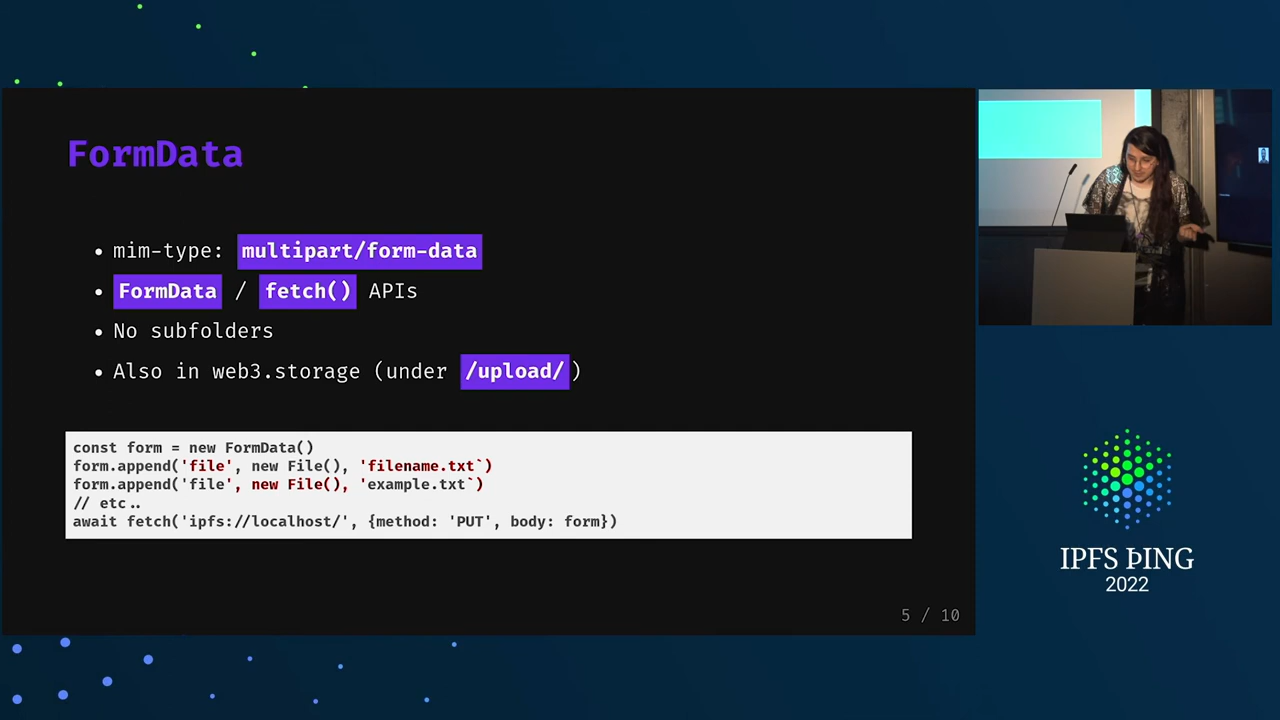 FormData
• mim-type: multipart/form-data
• FormData / fetch() APIs
• No subfolders
• Also in web3.storage (under /upload/)
const form = new FormData()
form.append('file', new File(), 'filename.txt`)
form.append('file', new File(), 'example.txt`)
// etc..
await fetch('ipfs://localhost/', {method: 'PUT', body: form})
5 / 10
IPFS ÞING
2022